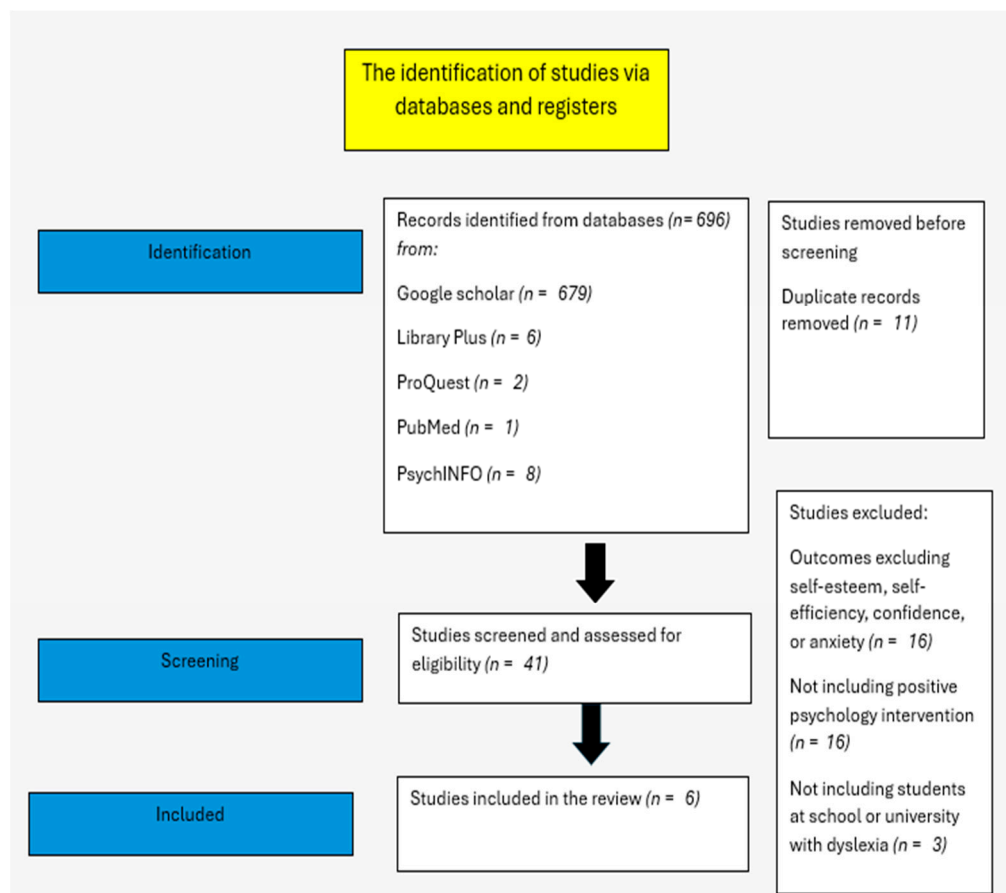 The identification of studies via
databases and registers
Identification
Records identified from databases (n= 696)
from:
Google scholar (n = 679)
Library Plus (n = 6)
ProQuest (n = 2)
PubMed (n = 1)
PsychINFO (n = 8)
Studies removed before
screening
Duplicate records
removed (n = 11)
Screening
Studies screened and assessed for
eligibility (n = 41)
Studies excluded:
Outcomes excluding
self-esteem, self-
efficiency, confidence,
or anxiety (n = 16)
Not including positive
psychology intervention
(n = 16)
Not including students
at school or university
with dyslexia (n = 3)
Included
Studies included in the review (n = 6)